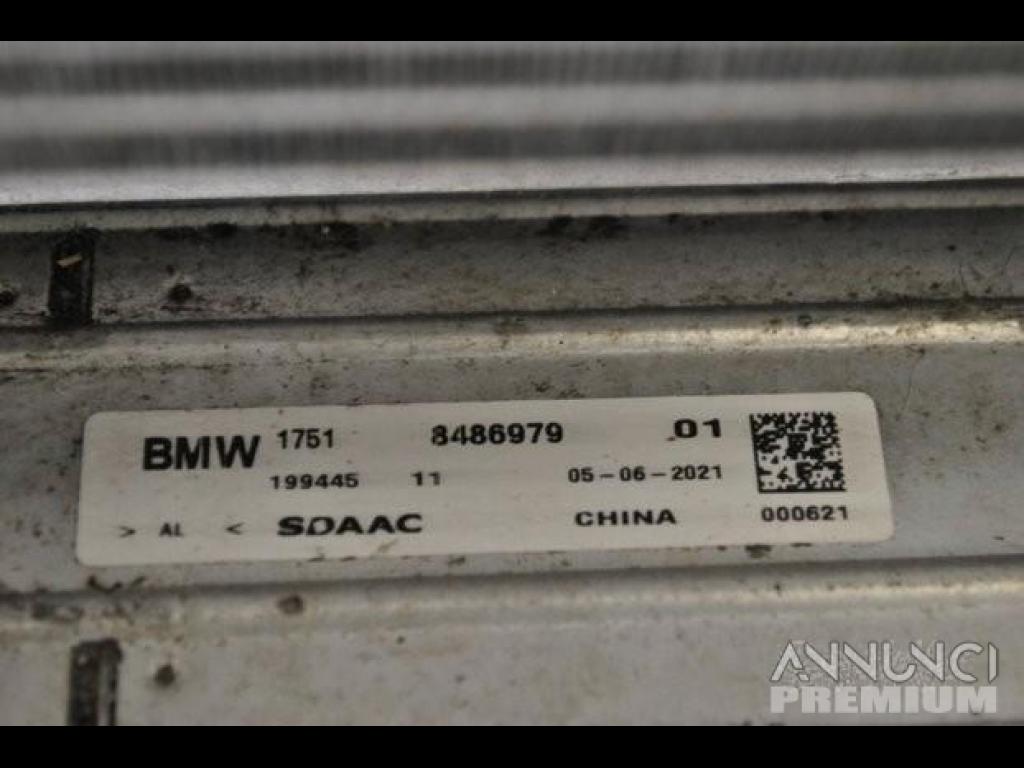 BMW 1751 8486979 01
199445 11 05-06-2021
> AL < SDAAC CHINA 000621
ANNUNCI
PREMIUM